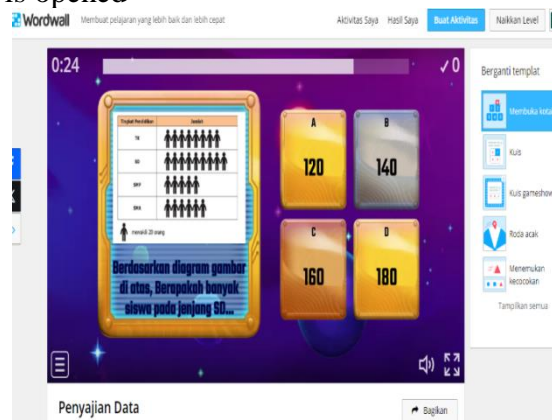 is opened
Wordwall Membuat pelajaran yang lebih baik dan lebih cepat Aktivitas Saya Hasil Saya Buat Aktivitas Naikkan Level
0:24
✓0
Tingkat Pendidikan Jumlah
TK
SD
SMP
SMA
mewakili 20 orang
Berdasarkan diagram gambar
di atas, Berapakah banyak
siswa pada jenjang SD...
A
120
B
140
C
160
D
180
Berganti templat
Membuka kotak
Kuis
Kuis gameshow
Roda acak
Menemukan
kecocokan
Tampilkan semua
Penyajian Data
Bagikan